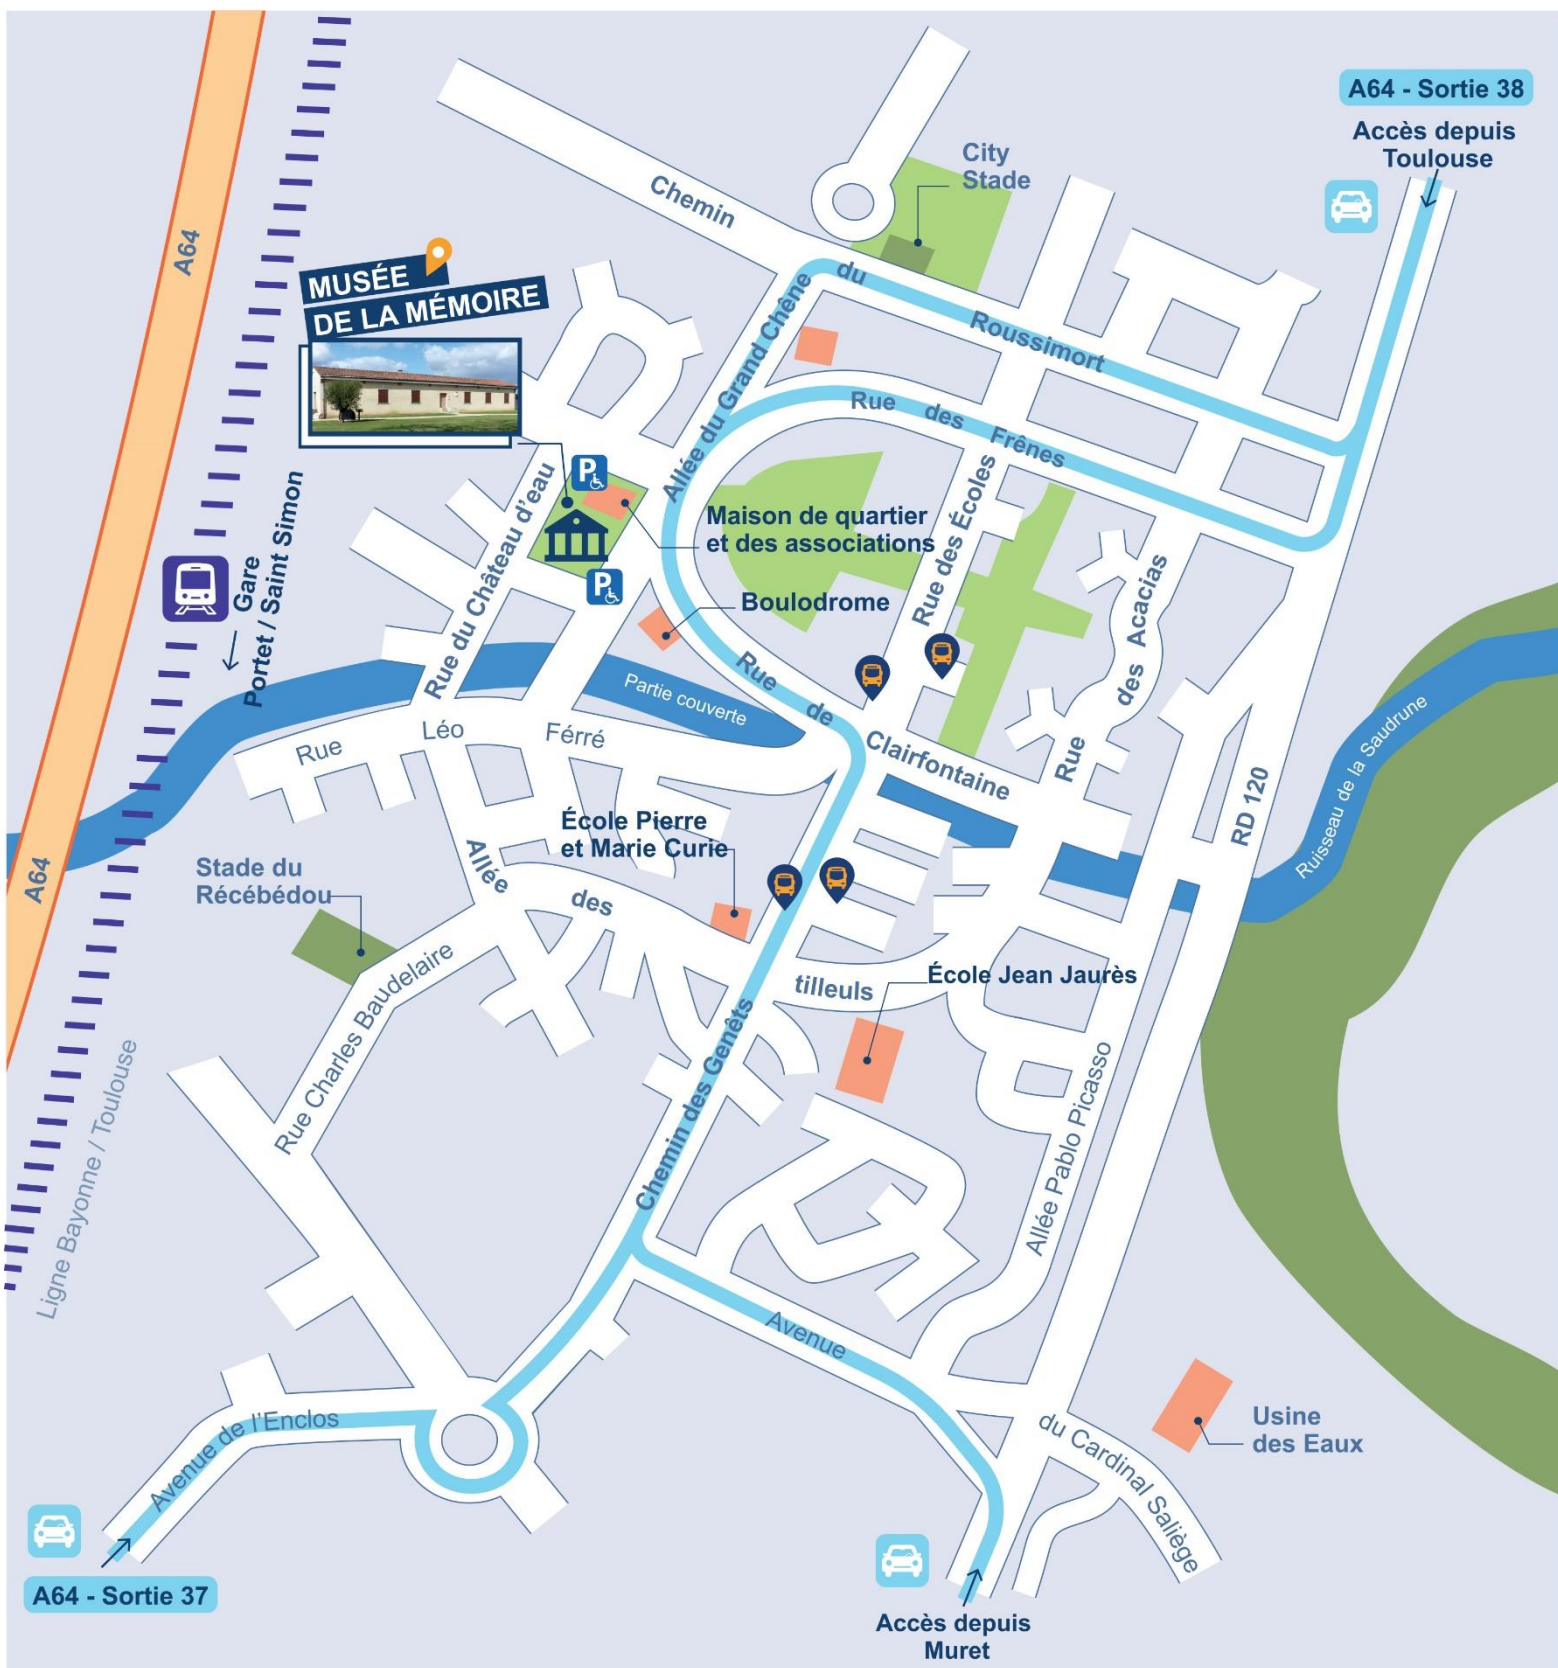 A64 - Sortie 38
Accès depuis
Toulouse
City
Stade
Chemin
du
Roussimort
A64
MUSÉE
DE LA MÉMOIRE
Allée du Grand Chêne
Rue des Frênes
Rue des Écoles
P
Maison de quartier
et des associations
P
Boulodrome
Rue du Château d'eau
Gare
Portet / Saint Simon
Rue des Acacias
Partie couverte
Rue de
Clairfontaine
Rue Léo Férré
RD 120
Ruisseau de la Saudrune
École Pierre
et Marie Curie
A64
Stade du
Récébédou
Allée des
tilleuls
École Jean Jaurès
Rue Charles Baudelaire
Chemin des Genêts
Allée Pablo Picasso
Ligne Bayonne / Toulouse
Avenue
du Cardinal Saliège
Usine
des Eaux
Avenue de l'Enclos
A64 - Sortie 37
Accès depuis
Muret